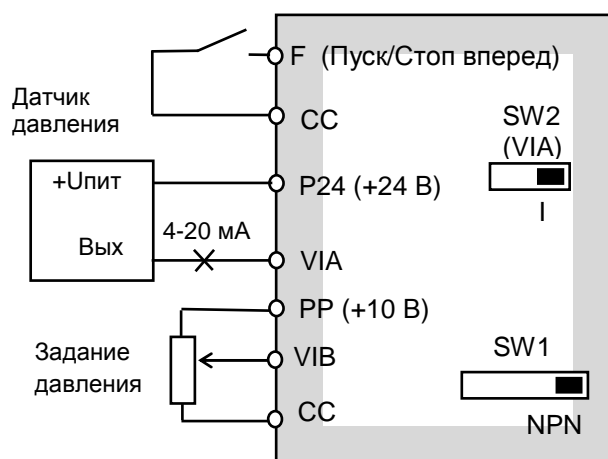 F (Пуск/Стоп вперед)
Датчик
давления
CC
SW2
(VIA)
+Uпит
P24 (+24 В)
I
Вых
4-20 мА
VIA
PP (+10 В)
Задание
давления
VIB
SW1
CC
NPN